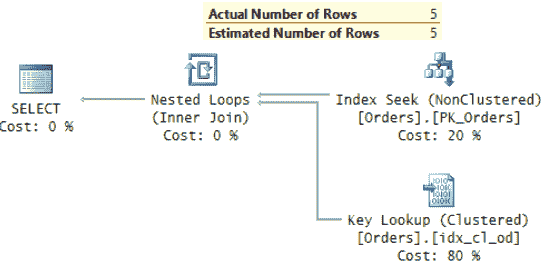 Actual Number of Rows 5
Estimated Number of Rows 5
SELECT
Cost: 0 %
Nested Loops
(Inner Join)
Cost: 0 %
Index Seek (NonClustered)
[Orders].[PK_Orders]
Cost: 20 %
Key Lookup (Clustered)
[Orders].[idx_cl_od]
Cost: 80 %